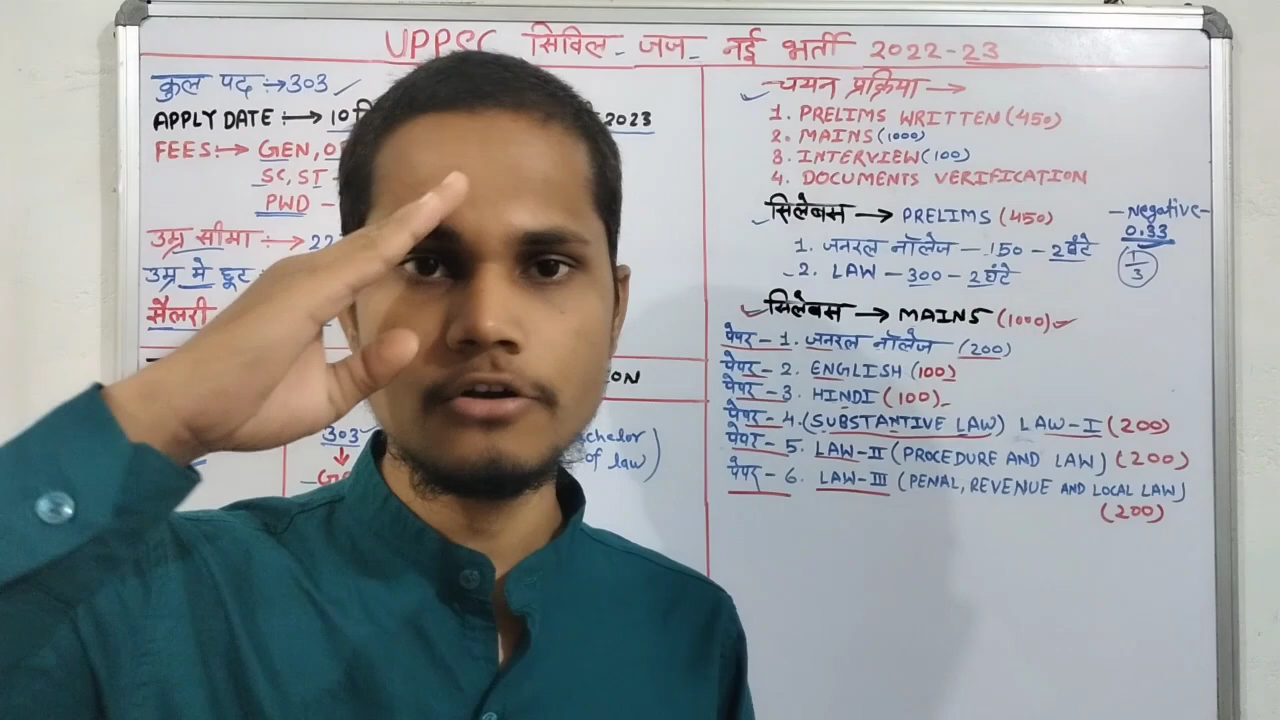 UPPSC सिविल जज नई भर्ती 2022-23
कुल पद :→ 303 ✓
APPLY DATE :→ 10 2023
FEES :→ GEN,
SC, ST -
PWD -
उम्र सीमा :→ 22
उम्र मे छूट
सैलरी
ON
303
↓
chelor
of law)
चयन प्रक्रिया →
1. PRELIMS WRITTEN (450)
2. MAINS (1000)
3. INTERVIEW (100)
4. DOCUMENTS VERIFICATION
सिलेबस → PRELIMS (450)
1. जनरल नॉलेज - 150 - 2 घंटे
2. LAW - 300 - 2 घंटे
- Negative -
0.33
1/3
सिलेबस → MAINS (1000)
पेपर - 1. जनरल नॉलेज (200)
पेपर - 2. ENGLISH (100)
पेपर - 3. HINDI (100)
पेपर - 4. (SUBSTANTIVE LAW) LAW-I (200)
पेपर - 5. LAW-II (PROCEDURE AND LAW) (200)
पेपर - 6. LAW-III (PENAL, REVENUE AND LOCAL LAW)
(200)